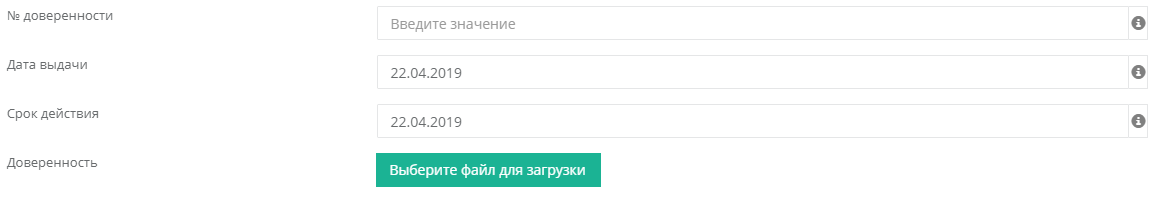 № доверенности
Введите значение
Дата выдачи
22.04.2019
Срок действия
22.04.2019
Доверенность
Выберите файл для загрузки